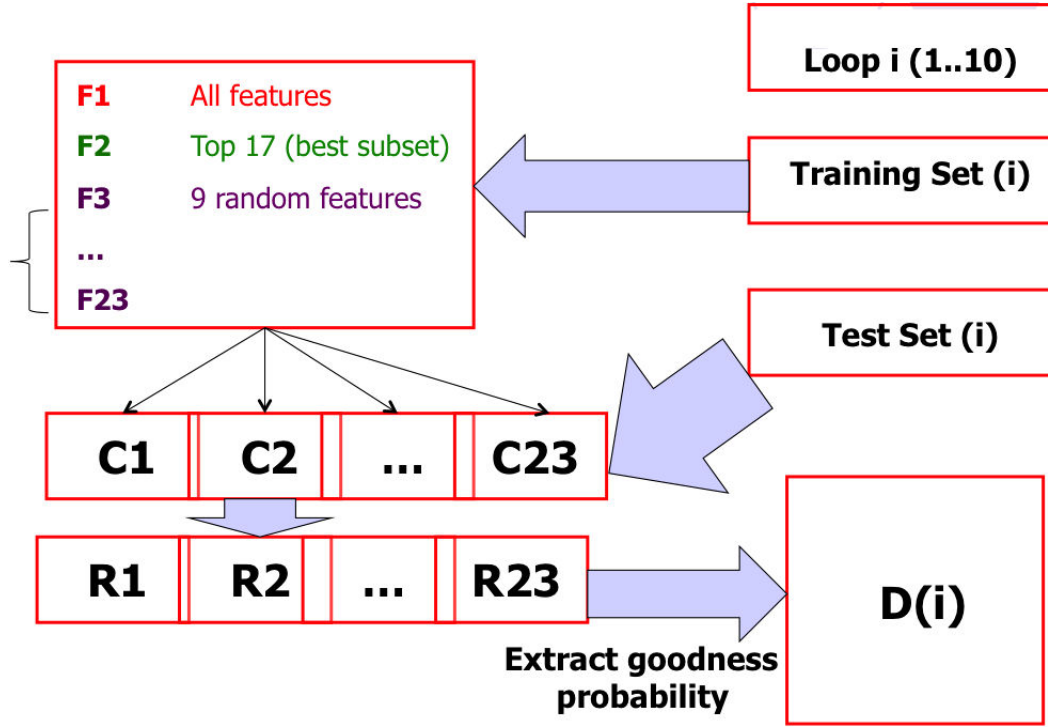 Loop i (1..10)
F1 All features
F2 Top 17 (best subset)
F3 9 random features
...
F23
Training Set (i)
Test Set (i)
C1 C2 ... C23
R1 R2 ... R23
D(i)
Extract goodness
probability